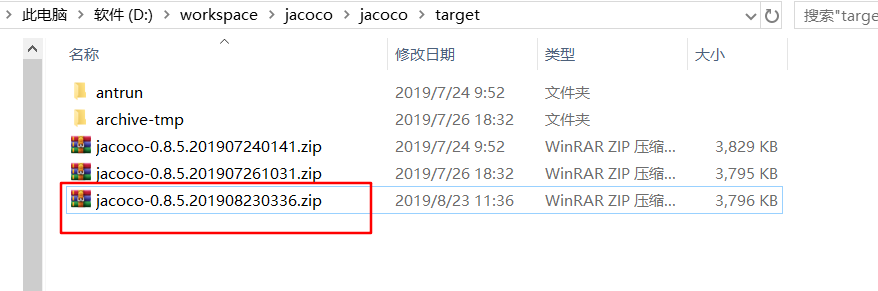 此电脑 > 软件 (D:) > workspace > jacoco > jacoco > target
搜索"targe
名称 修改日期 类型 大小
antrun 2019/7/24 9:52 文件夹
archive-tmp 2019/7/26 18:32 文件夹
jacoco-0.8.5.201907240141.zip 2019/7/24 9:52 WinRAR ZIP 压缩... 3,829 KB
jacoco-0.8.5.201907261031.zip 2019/7/26 18:32 WinRAR ZIP 压缩... 3,795 KB
jacoco-0.8.5.201908230336.zip 2019/8/23 11:36 WinRAR ZIP 压缩... 3,796 KB